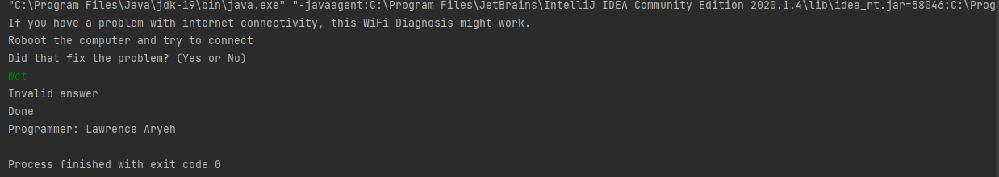 "C:\Program Files\Java\jdk-19\bin\java.exe" "-javaagent:C:\Program Files\JetBrains\IntelliJ IDEA Community Edition 2020.1.4\lib\idea_rt.jar=58046:C:\Prog
If you have a problem with internet connectivity, this WiFi Diagnosis might work.
Roboot the computer and try to connect
Did that fix the problem? (Yes or No)
Wet
Invalid answer
Done
Programmer: Lawrence Aryeh
Process finished with exit code 0